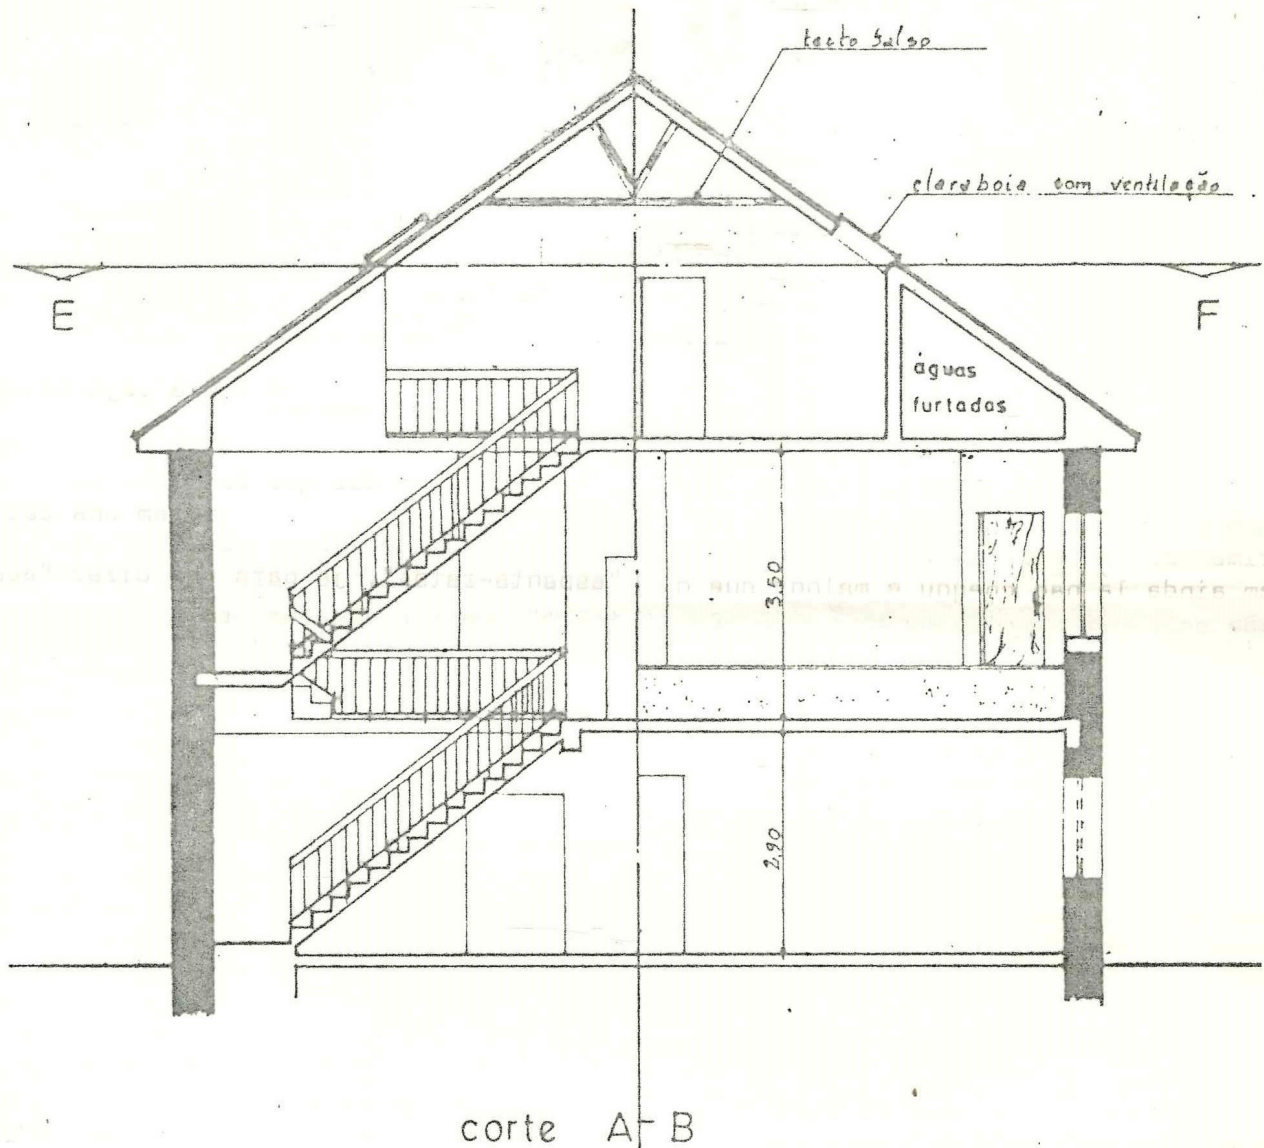 tecto falso
claraboia com ventilação
E
F
águas
furtadas
3.50
2.90
corte A-B